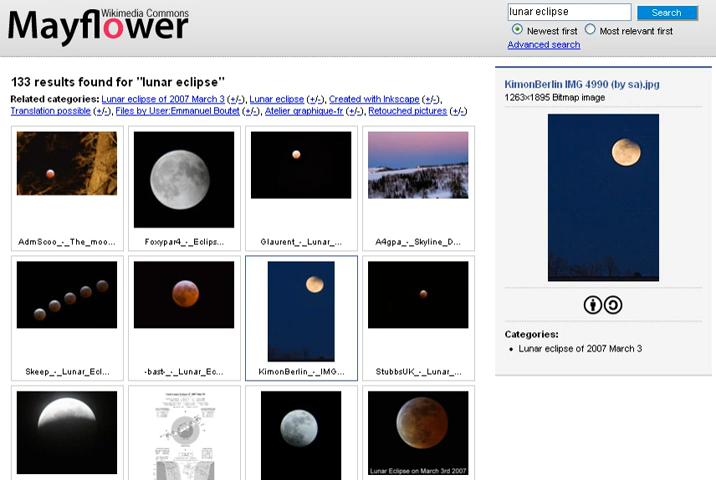 Wikimedia Commons
Mayflower
lunar eclipse
Search
Newest first
Most relevant first
Advanced search
133 results found for "lunar eclipse"
Related categories: Lunar eclipse of 2007 March 3 (+/-), Lunar eclipse (+/-), Created with Inkscape (+/-),
Translation possible (+/-), Files by User:Emmanuel Boutet (+/-), Atelier graphique-fr (+/-), Retouched pictures (+/-)
AdmScoo_-_The_moo...
Foxypar4_-_Eclips...
Glaurent_-_Lunar_...
A4gpa_-_Skyline_D...
Skeep_-_Lunar_Ecl...
-bast-_-_Lunar_Ec...
KimonBerlin_-_IMG...
StubbsUK_-_Lunar_...
Lunar Eclipse on March 3rd 2007
KimonBerlin IMG 4990 (by sa).jpg
1263×1895 Bitmap image
Categories:
• Lunar eclipse of 2007 March 3